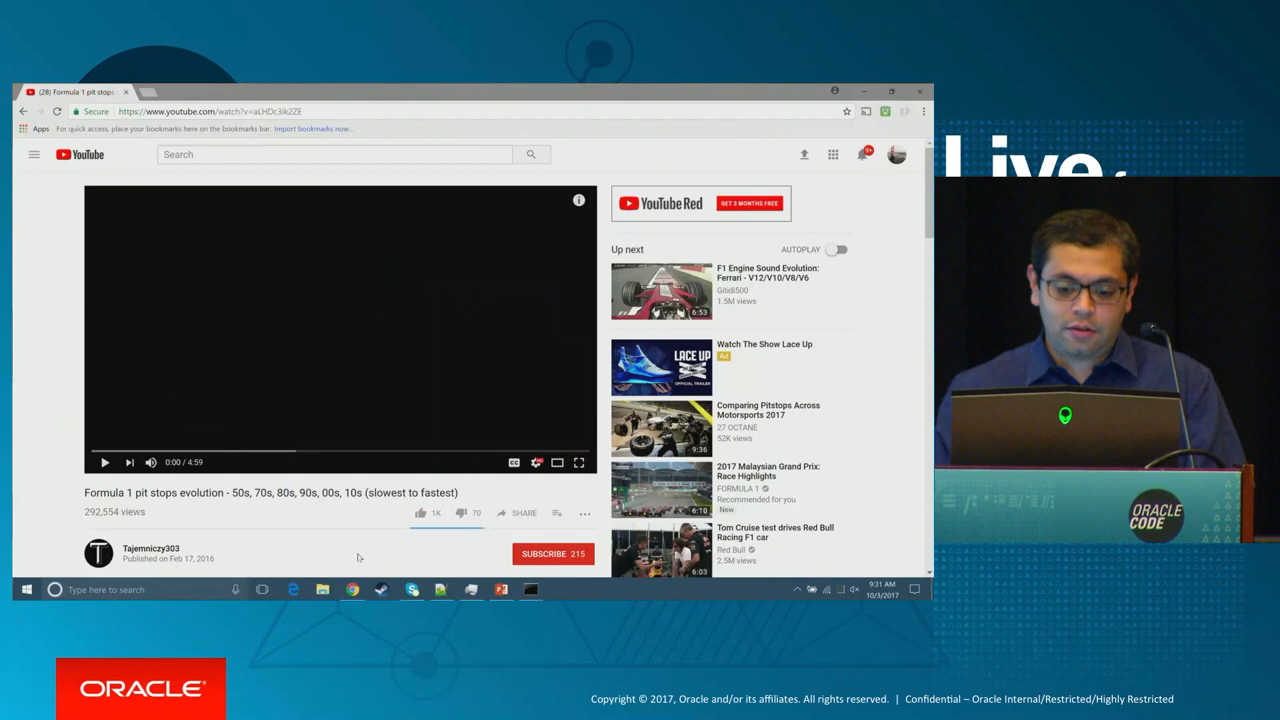 (28) Formula 1 pit stops
Secure
https://www.youtube.com/watch?v=aLHDc3ik2ZE
Apps
For quick access, place your bookmarks here on the bookmarks bar. Import bookmarks now...
YouTube
Search
9+
Live
YouTube Red
GET 3 MONTHS FREE
Up next
AUTOPLAY
F1 Engine Sound Evolution:
Ferrari - V12/V10/V8/V6
Gitidi500
1.5M views
6:53
Watch The Show Lace Up
Ad
LACE UP
OFFICIAL TRAILER
Comparing Pitstops Across
Motorsports 2017
27 OCTANE
52K views
9:36
0:00 / 4:59
CC
2017 Malaysian Grand Prix:
Race Highlights
FORMULA 1
Recommended for you
New
6:10
Formula 1 pit stops evolution - 50s, 70s, 80s, 90s, 00s, 10s (slowest to fastest)
292,554 views
1K
70
SHARE
Tom Cruise test drives Red Bull
Racing F1 car
Red Bull
2.5M views
6:03
T
Tajemniczy303
Published on Feb 17, 2016
SUBSCRIBE 215
Type here to search
9:31 AM
10/3/2017
ORACLE
CODE
ORACLE
Copyright © 2017, Oracle and/or its affiliates. All rights reserved. | Confidential – Oracle Internal/Restricted/Highly Restricted